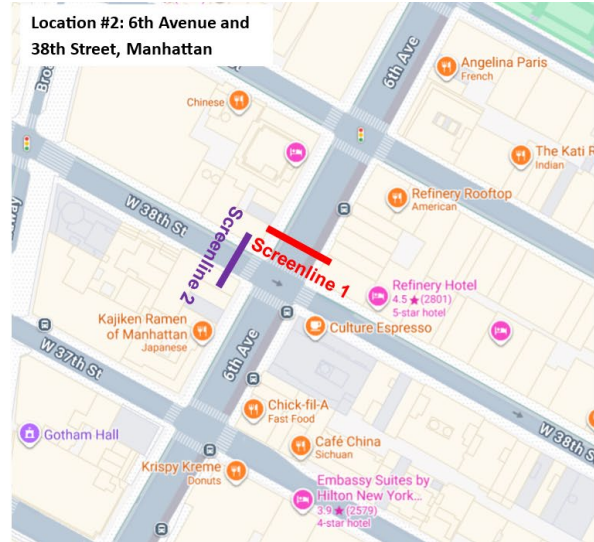 Location #2: 6th Avenue and
38th Street, Manhattan
6th Ave
Angelina Paris
French
Chinese
The Kati R
Indian
Refinery Rooftop
American
W 38th St
Screenline 2
Screenline 1
Refinery Hotel
4.5 ★ (2801)
5-star hotel
Kajiken Ramen
of Manhattan
Japanese
Culture Espresso
6th Ave
W 37th St
Chick-fil-A
Fast Food
W 38th St
Gotham Hall
Café China
Sichuan
Krispy Kreme
Donuts
Embassy Suites by
Hilton New York...
3.9 ★ (2579)
4-star hotel